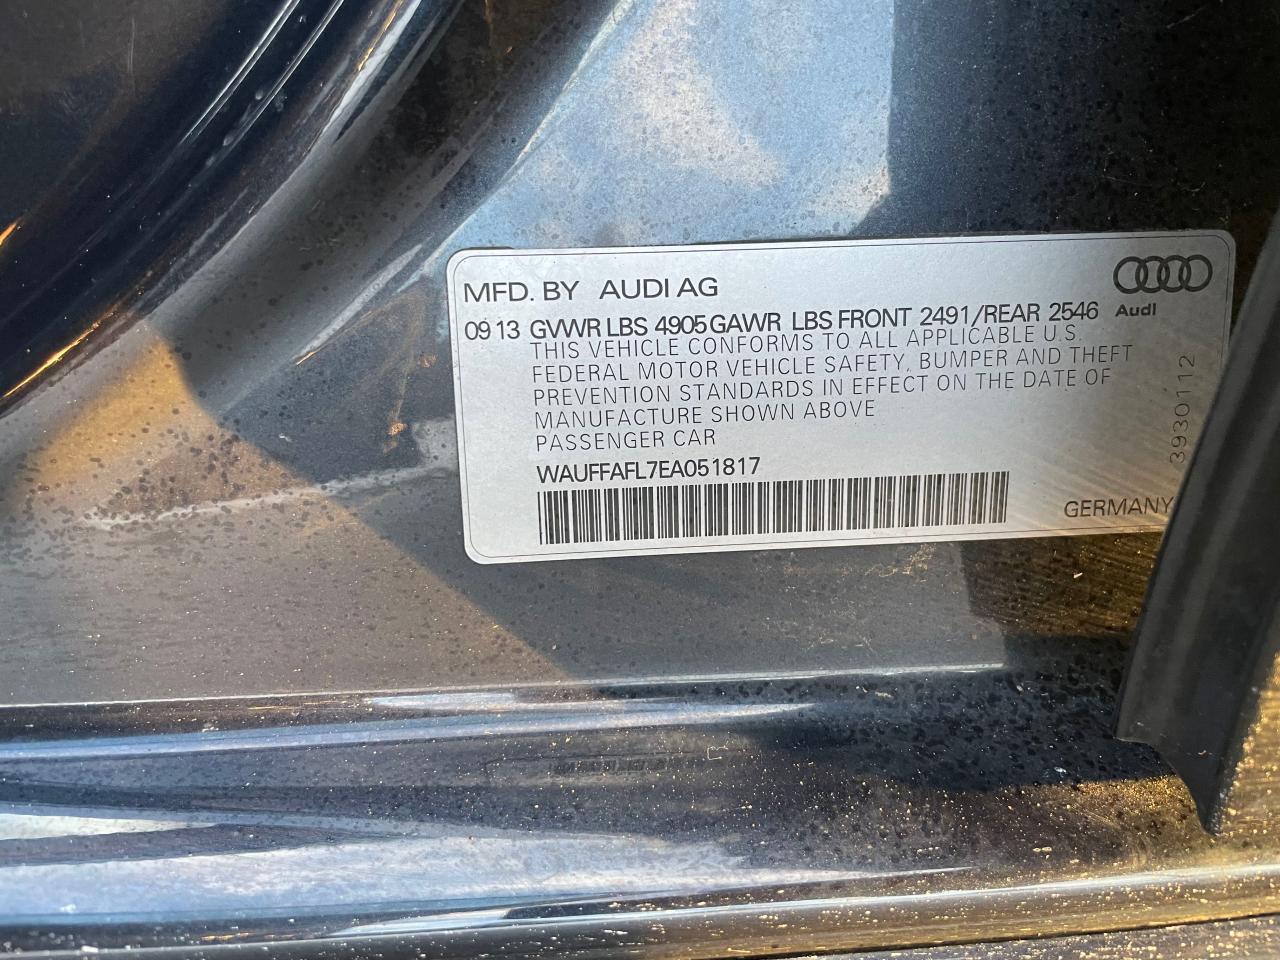 MFD. BY AUDI AG
09 13 GVWR LBS 4905 GAWR LBS FRONT 2491/REAR 2546
Audi
THIS VEHICLE CONFORMS TO ALL APPLICABLE U.S.
FEDERAL MOTOR VEHICLE SAFETY, BUMPER AND THEFT
PREVENTION STANDARDS IN EFFECT ON THE DATE OF
MANUFACTURE SHOWN ABOVE
PASSENGER CAR
WAUFFAFL7EA051817
3930112
GERMANY